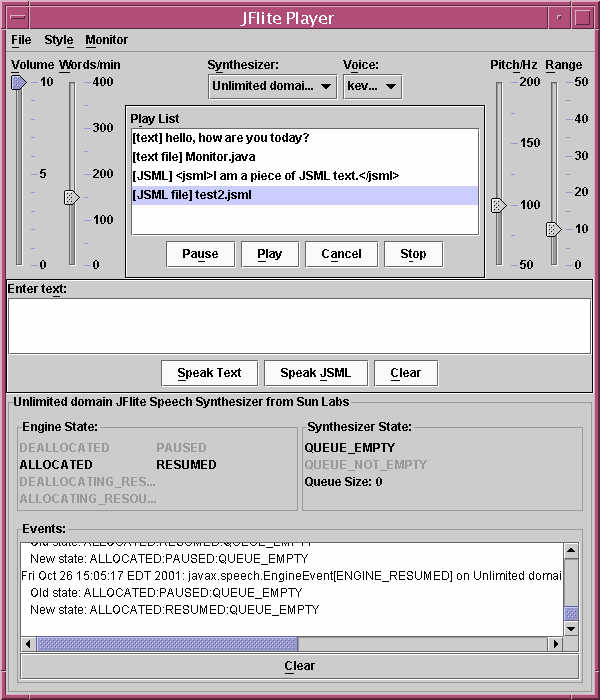 JFlite Player
File Style Monitor
Volume Words/min Synthesizer: Voice: Pitch/Hz Range
10 400 Unlimited domai... kev... 200 50
300 40
5 200 150 30
100 100 20
10
0 0 50 0
Play List
[text] hello, how are you today?
[text file] Monitor.java
[JSML] <jsml>I am a piece of JSML text.</jsml>
[JSML file] test2.jsml
Pause Play Cancel Stop
Enter text:
Speak Text Speak JSML Clear
Unlimited domain JFlite Speech Synthesizer from Sun Labs
Engine State: Synthesizer State:
DEALLOCATED PAUSED QUEUE_EMPTY
ALLOCATED RESUMED QUEUE_NOT_EMPTY
DEALLOCATING_RES... Queue Size: 0
ALLOCATING_RESOU...
Events:
Old state: ALLOCATED:RESUMED:QUEUE_EMPTY
New state: ALLOCATED:PAUSED:QUEUE_EMPTY
Fri Oct 26 15:05:17 EDT 2001: javax.speech.EngineEvent[ENGINE_RESUMED] on Unlimited domai
Old state: ALLOCATED:PAUSED:QUEUE_EMPTY
New state: ALLOCATED:RESUMED:QUEUE_EMPTY
Clear